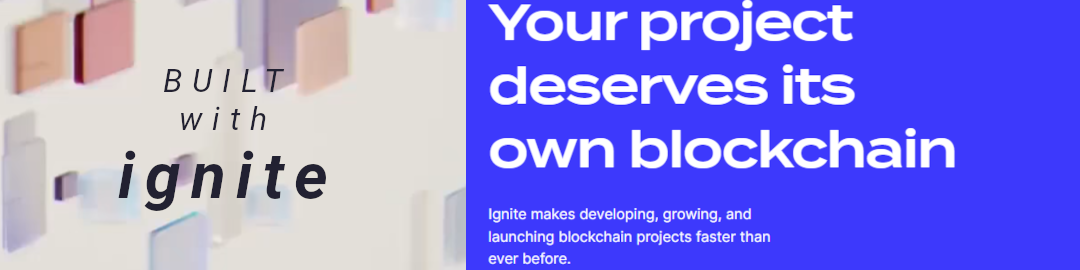 BUILT
with
ignite
Your project
deserves its
own blockchain
Ignite makes developing, growing, and
launching blockchain projects faster than
ever before.